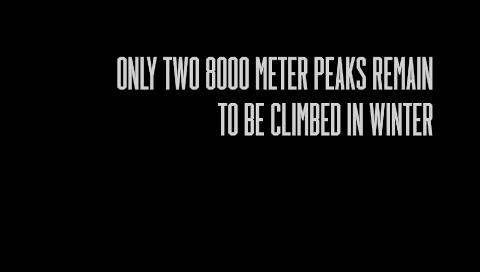 ONLY TWO 8000 METER PEAKS REMAIN
TO BE CLIMBED IN WINTER